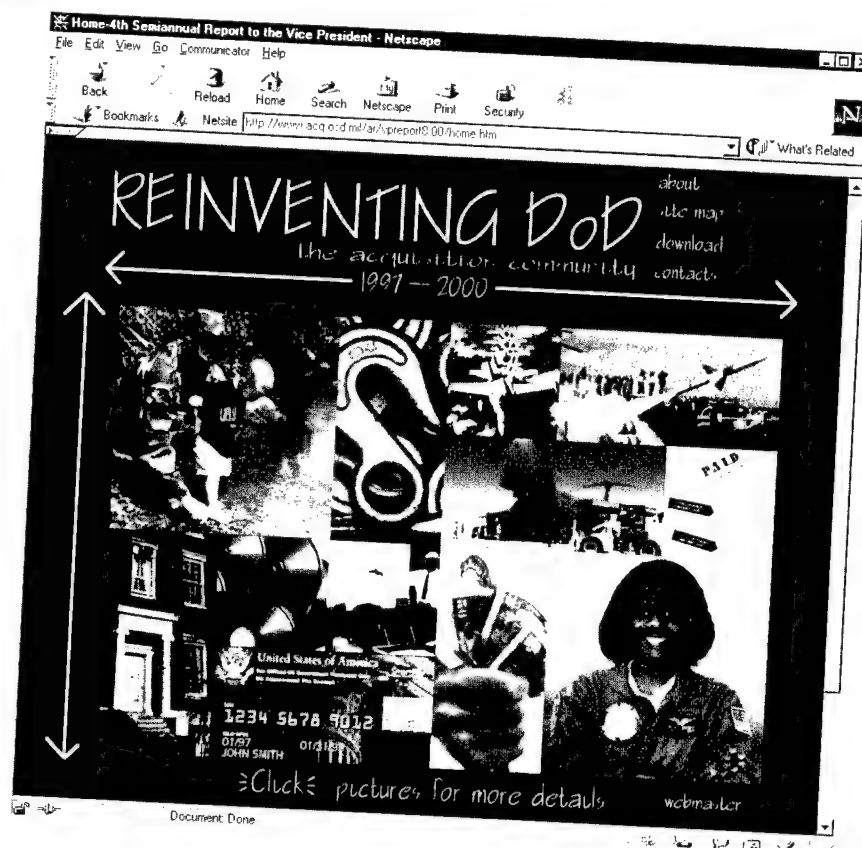 Home-4th Semiannual Report to the Vice President - Netscape
File Edit View Go Communicator Help
Back Reload Home Search Netscape Print Security
Bookmarks Netsite
What's Related
REINVENTING DoD
the acquisition community
1997 — 2000
about
site map
download
contacts
PAID
United States of America
1234 5678 9012
01/97
JOHN SMITH
Click pictures for more details
webmaster
Document: Done